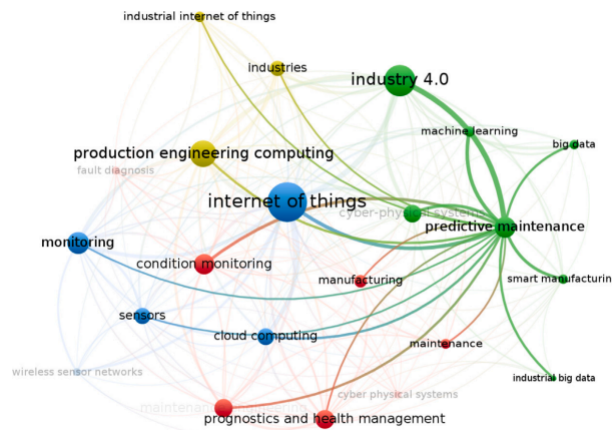 industrial internet of things
industries
industry 4.0
machine learning
big data
production engineering computing
fault diagnosis
internet of things
cyber-physical systems
predictive maintenance
monitoring
condition monitoring
manufacturing
smart manufacturin
sensors
cloud computing
maintenance
wireless sensor networks
industrial big data
cyber physical systems
maintenance engineering
prognostics and health management